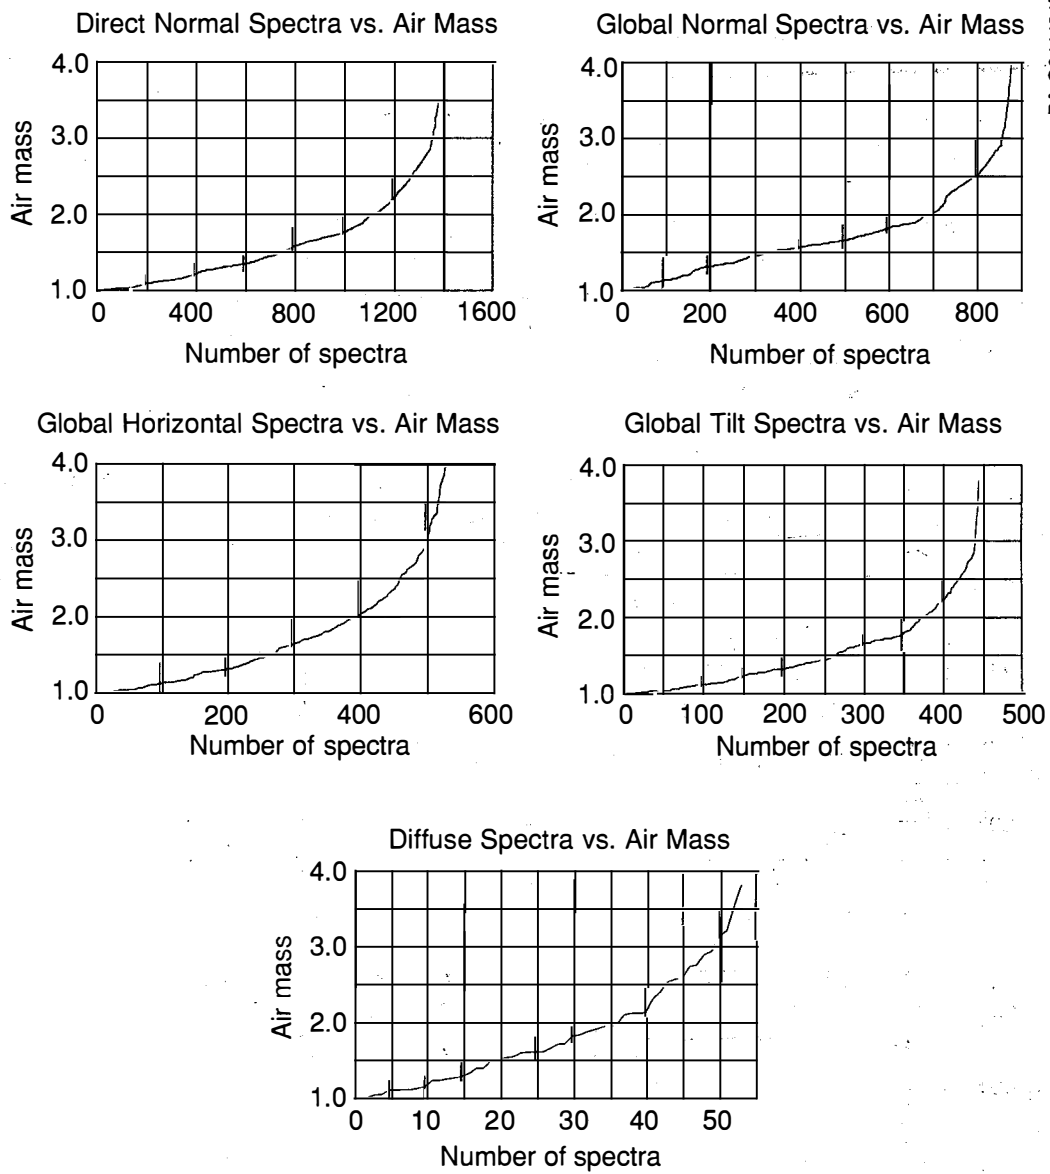 Direct Normal Spectra vs. Air Mass
4.0
3.0
2.0
1.0
Air mass
0 400 800 1200 1600
Number of spectra
Global Normal Spectra vs. Air Mass
4.0
3.0
2.0
1.0
Air mass
0 200 400 600 800
Number of spectra
Global Horizontal Spectra vs. Air Mass
4.0
3.0
2.0
1.0
Air mass
0 200 400 600
Number of spectra
Global Tilt Spectra vs. Air Mass
4.0
3.0
2.0
1.0
Air mass
0 100 200 300 400 500
Number of spectra
Diffuse Spectra vs. Air Mass
4.0
3.0
2.0
1.0
Air mass
0 10 20 30 40 50
Number of spectra